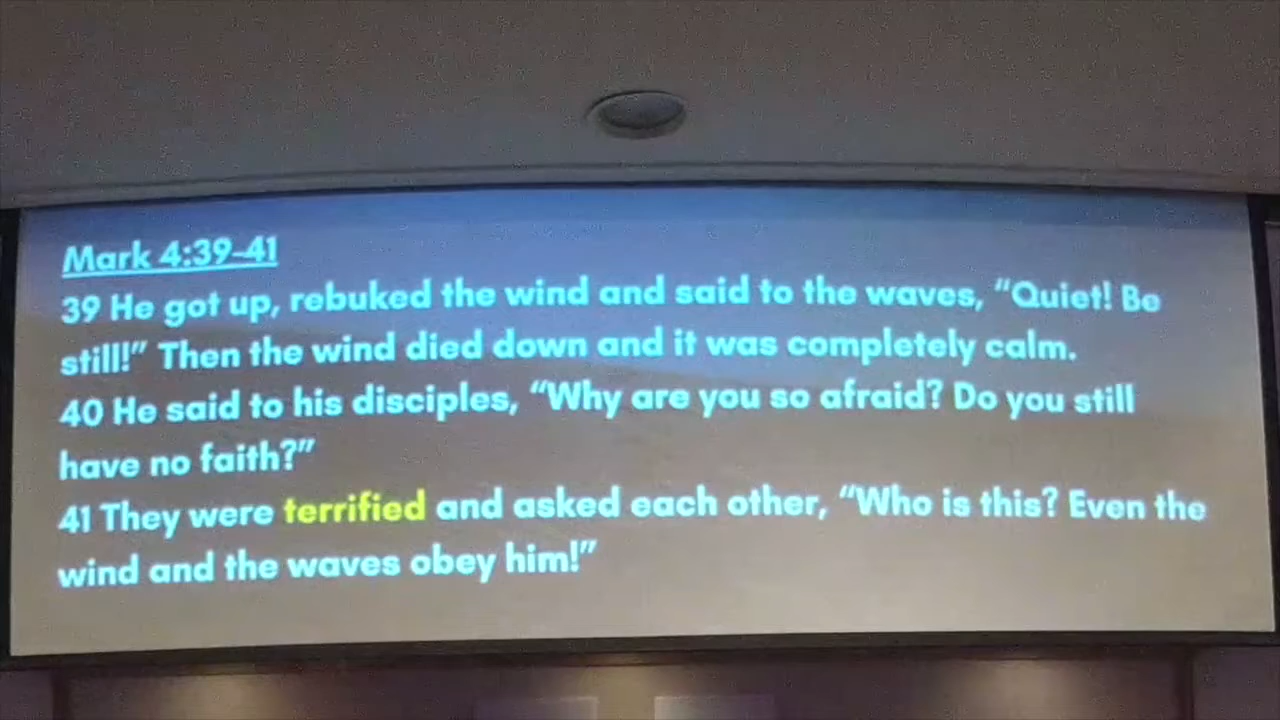 Mark 4:39-41
39 He got up, rebuked the wind and said to the waves, “Quiet! Be
still!” Then the wind died down and it was completely calm.
40 He said to his disciples, “Why are you so afraid? Do you still
have no faith?”
41 They were terrified and asked each other, “Who is this? Even the
wind and the waves obey him!”